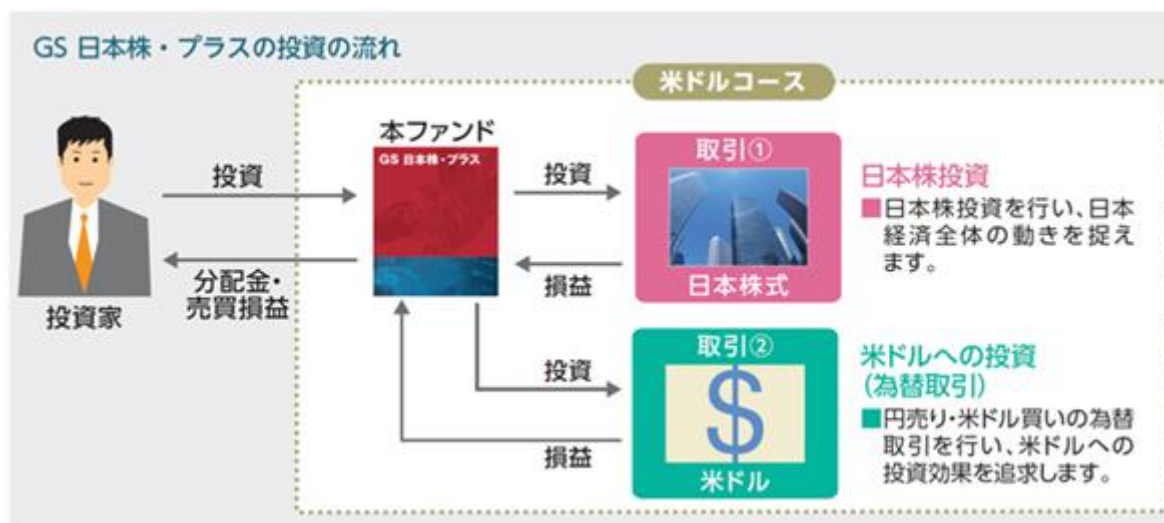 GS 日本株・プラスの投資の流れ
米ドルコース
本ファンド
GS 日本株・プラス
投資
分配金・
売買損益
投資家
投資
損益
取引①
日本株式
日本株投資
■日本株投資を行い、日本
経済全体の動きを捉え
ます。
投資
損益
取引②
$
米ドル
米ドルへの投資
(為替取引)
■円売り・米ドル買いの為替
取引を行い、米ドルへの
投資効果を追求します。